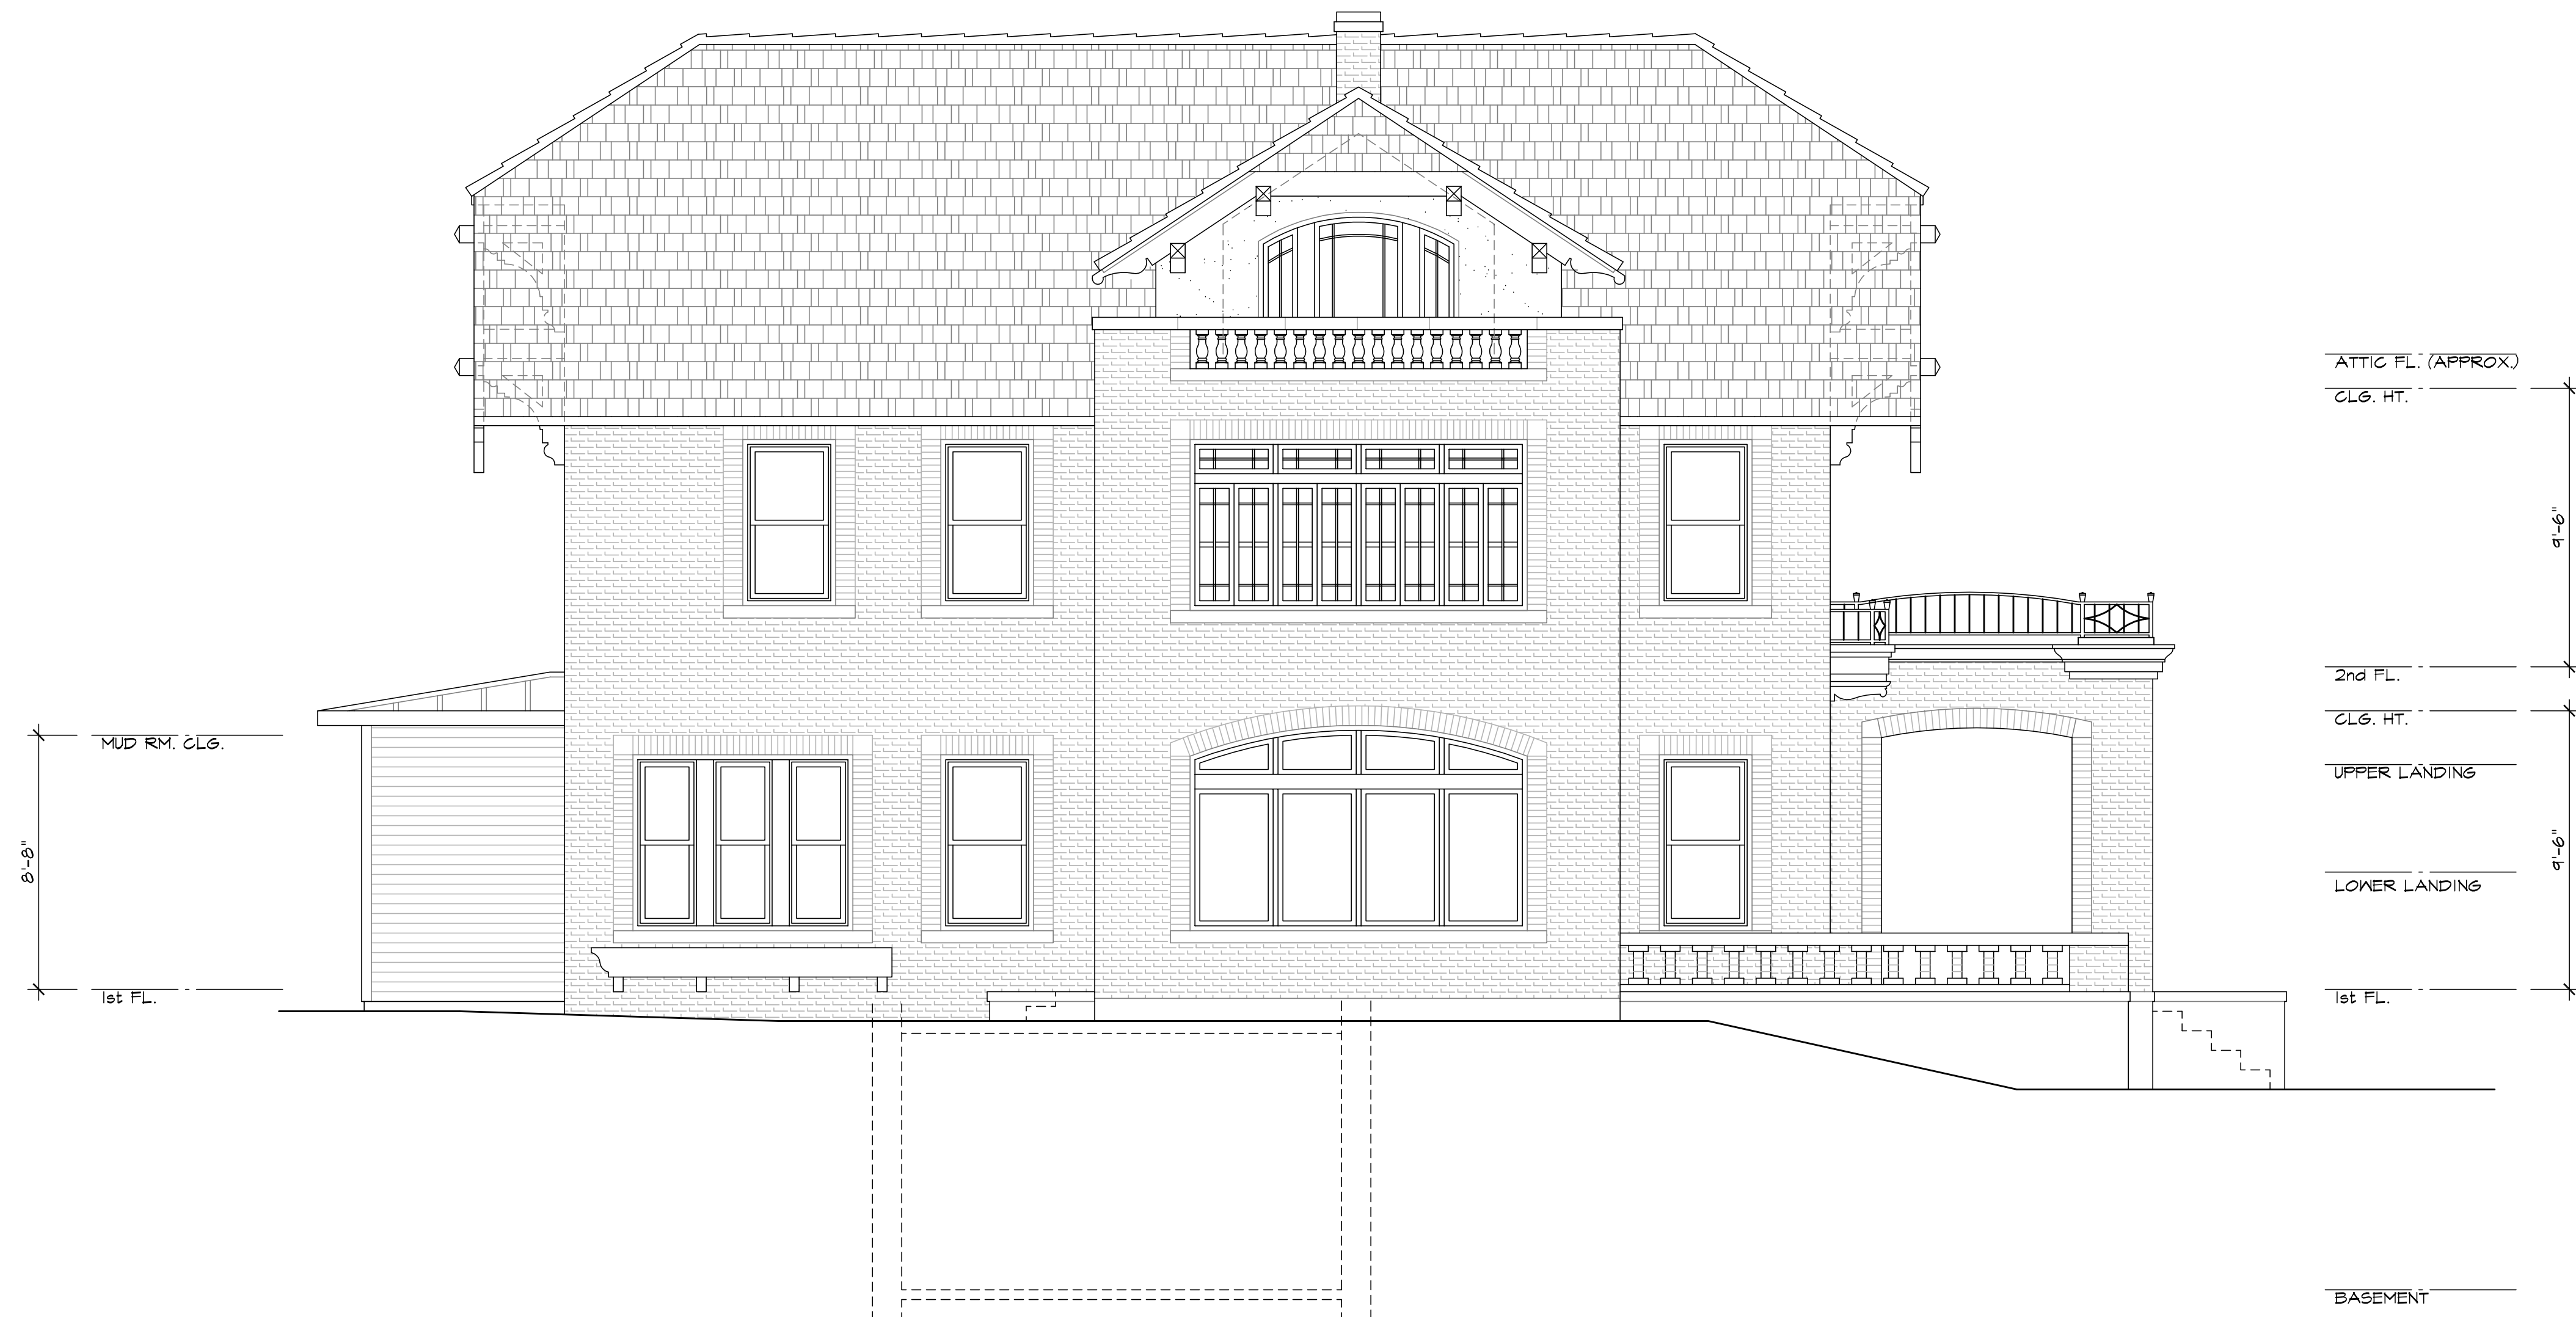 ATTIC FL. (APPROX.)
CLG. HT.
9'-6"
2nd FL.
CLG. HT.
MUD RM. CLG.
UPPER LANDING
8'-8"
9'-6"
LOWER LANDING
1st FL.
1st FL.
BASEMENT